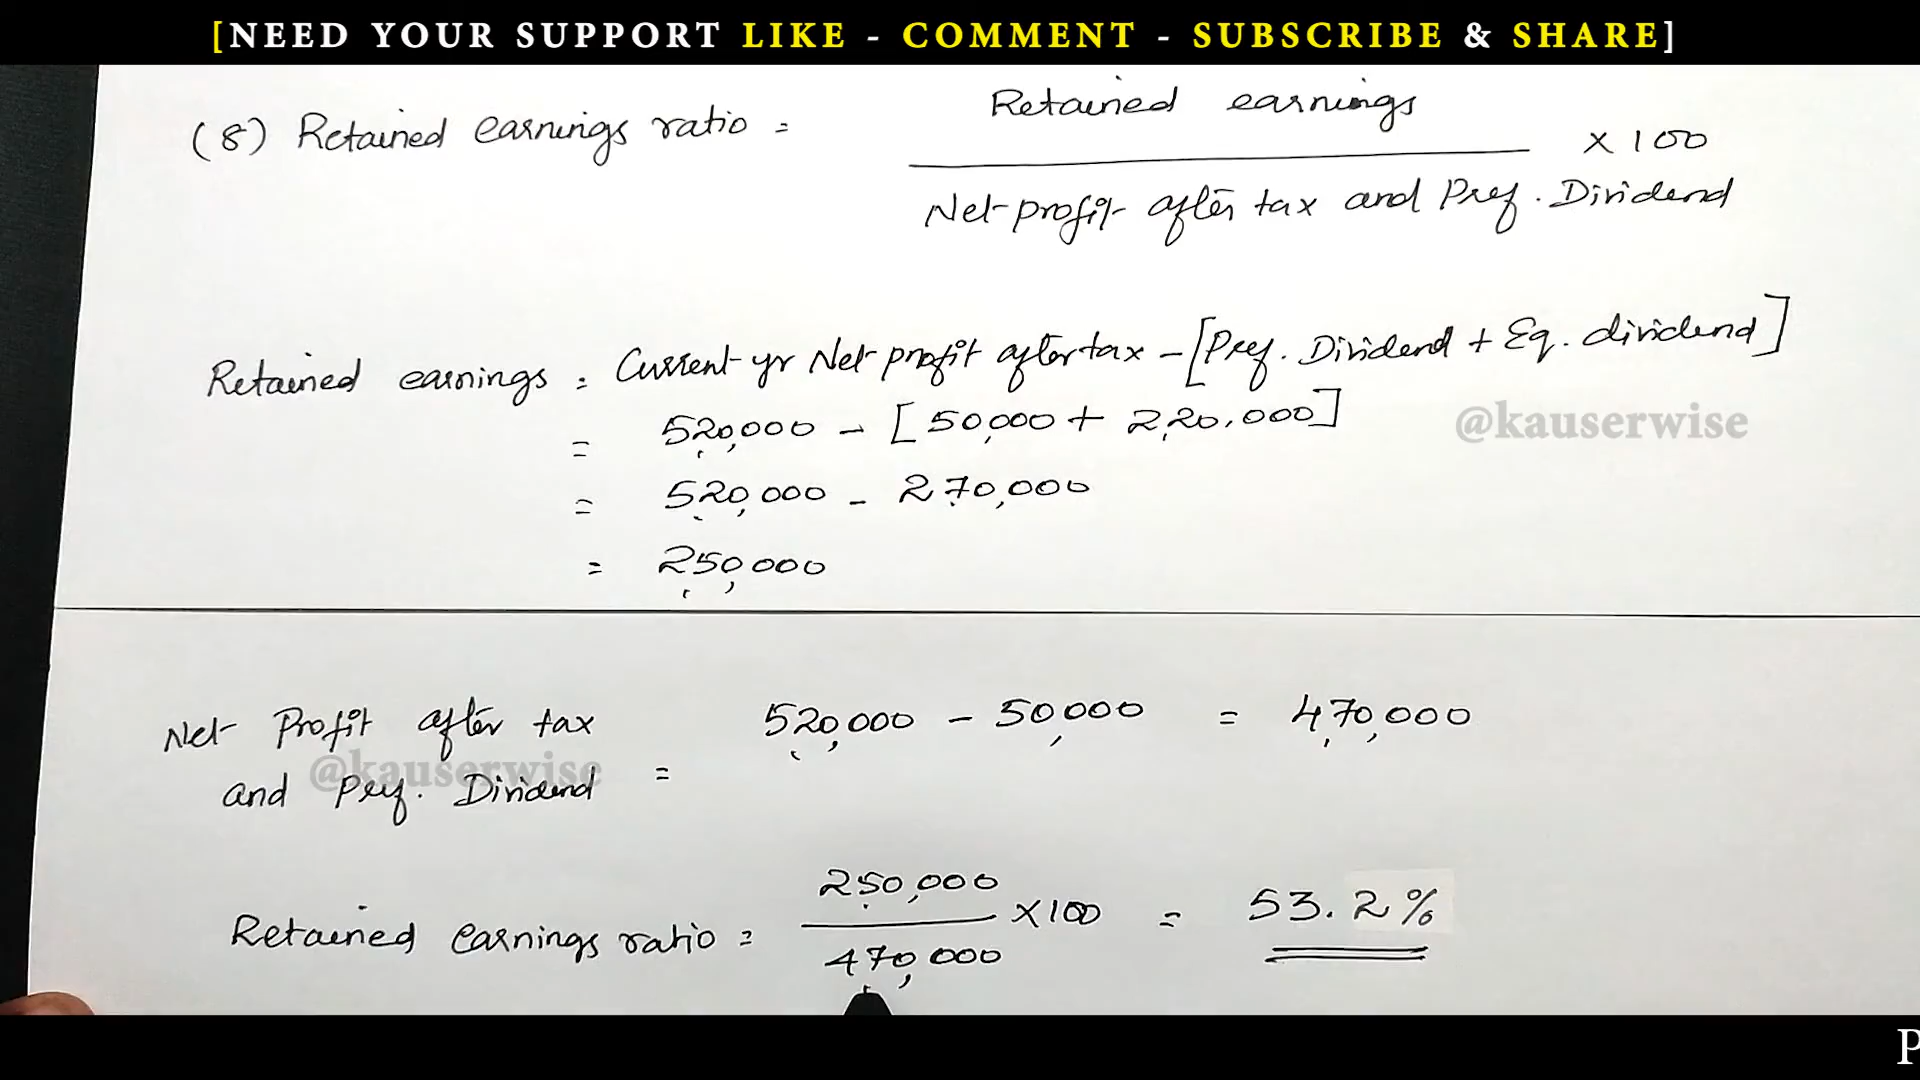 [NEED YOUR SUPPORT LIKE - COMMENT - SUBSCRIBE & SHARE]
(8) Retained earnings ratio = Retained earnings / Net profit after tax and Pref. Dividend × 100
Retained earnings = Current yr Net profit after tax - [Pref. Dividend + Eq. dividend]
= 520,000 - [50,000 + 2,20,000]
@kauserwise
= 520,000 - 270,000
= 250,000
Net Profit after tax and Pref. Dividend = 520,000 - 50,000 = 470,000
@kauserwise
Retained earnings ratio = 250,000 / 470,000 × 100 = 53.2%
P